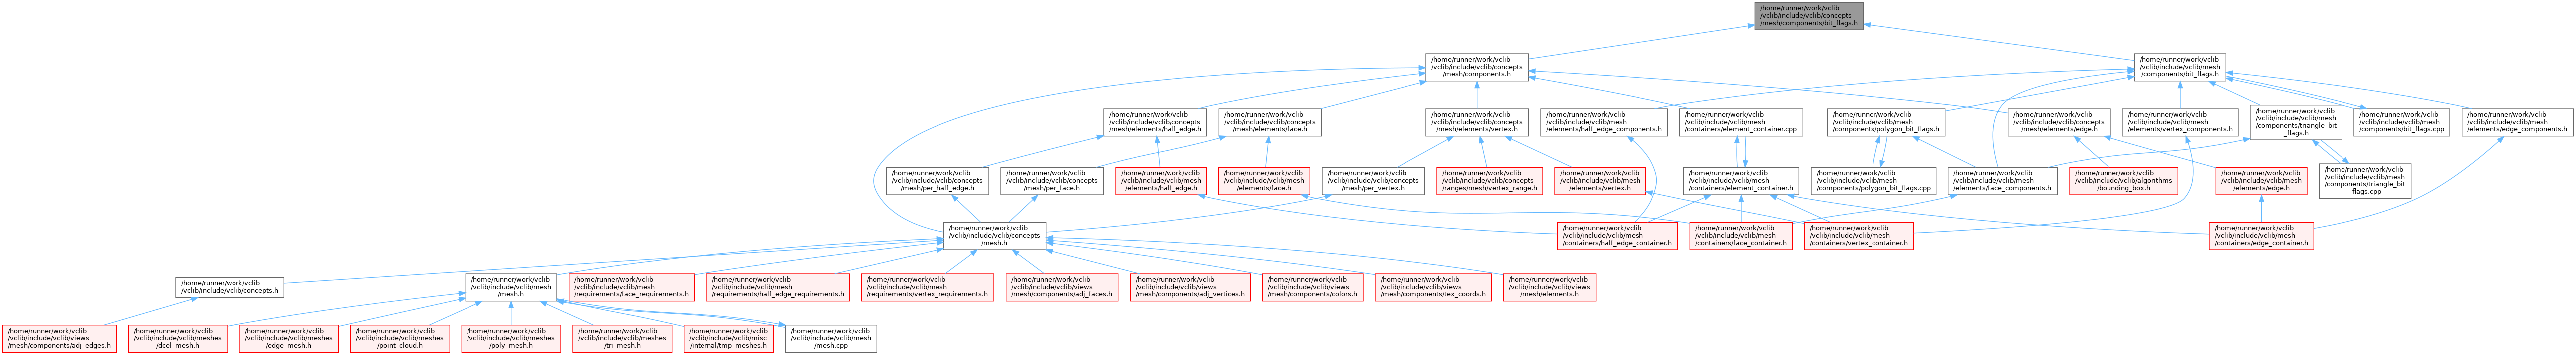 /home/runner/work/vclib
/vclib/include/vclib/concepts
/mesh/components/bit_flags.h
/home/runner/work/vclib
/vclib/include/vclib/concepts
/mesh/components.h
/home/runner/work/vclib
/vclib/include/vclib/mesh
/components/bit_flags.h
/home/runner/work/vclib
/vclib/include/vclib/concepts
/mesh/elements/half_edge.h
/home/runner/work/vclib
/vclib/include/vclib/concepts
/mesh/elements/face.h
/home/runner/work/vclib
/vclib/include/vclib/concepts
/mesh/elements/vertex.h
/home/runner/work/vclib
/vclib/include/vclib/mesh
/elements/half_edge_components.h
/home/runner/work/vclib
/vclib/include/vclib/mesh
/containers/element_container.cpp
/home/runner/work/vclib
/vclib/include/vclib/mesh
/components/polygon_bit_flags.h
/home/runner/work/vclib
/vclib/include/vclib/concepts
/mesh/elements/edge.h
/home/runner/work/vclib
/vclib/include/vclib/mesh
/elements/vertex_components.h
/home/runner/work/vclib
/vclib/include/vclib/mesh
/components/triangle_bit
_flags.h
/home/runner/work/vclib
/vclib/include/vclib/mesh
/components/bit_flags.cpp
/home/runner/work/vclib
/vclib/include/vclib/mesh
/elements/edge_components.h
/home/runner/work/vclib
/vclib/include/vclib/concepts
/mesh/per_half_edge.h
/home/runner/work/vclib
/vclib/include/vclib/concepts
/mesh/per_face.h
/home/runner/work/vclib
/vclib/include/vclib/mesh
/elements/half_edge.h
/home/runner/work/vclib
/vclib/include/vclib/mesh
/elements/face.h
/home/runner/work/vclib
/vclib/include/vclib/concepts
/mesh/per_vertex.h
/home/runner/work/vclib
/vclib/include/vclib/concepts
/ranges/mesh/vertex_range.h
/home/runner/work/vclib
/vclib/include/vclib/mesh
/elements/vertex.h
/home/runner/work/vclib
/vclib/include/vclib/mesh
/containers/element_container.h
/home/runner/work/vclib
/vclib/include/vclib/mesh
/components/polygon_bit_flags.cpp
/home/runner/work/vclib
/vclib/include/vclib/mesh
/elements/face_components.h
/home/runner/work/vclib
/vclib/include/vclib/algorithms
/bounding_box.h
/home/runner/work/vclib
/vclib/include/vclib/mesh
/elements/edge.h
/home/runner/work/vclib
/vclib/include/vclib/mesh
/components/triangle_bit
_flags.cpp
/home/runner/work/vclib
/vclib/include/vclib/concepts
/mesh.h
/home/runner/work/vclib
/vclib/include/vclib/mesh
/containers/half_edge_container.h
/home/runner/work/vclib
/vclib/include/vclib/mesh
/containers/face_container.h
/home/runner/work/vclib
/vclib/include/vclib/mesh
/containers/vertex_container.h
/home/runner/work/vclib
/vclib/include/vclib/mesh
/containers/edge_container.h
/home/runner/work/vclib
/vclib/include/vclib/concepts.h
/home/runner/work/vclib
/vclib/include/vclib/mesh
/mesh.h
/home/runner/work/vclib
/vclib/include/vclib/mesh
/requirements/face_requirements.h
/home/runner/work/vclib
/vclib/include/vclib/mesh
/requirements/half_edge_requirements.h
/home/runner/work/vclib
/vclib/include/vclib/mesh
/requirements/vertex_requirements.h
/home/runner/work/vclib
/vclib/include/vclib/views
/mesh/components/adj_faces.h
/home/runner/work/vclib
/vclib/include/vclib/views
/mesh/components/adj_vertices.h
/home/runner/work/vclib
/vclib/include/vclib/views
/mesh/components/colors.h
/home/runner/work/vclib
/vclib/include/vclib/views
/mesh/components/tex_coords.h
/home/runner/work/vclib
/vclib/include/vclib/views
/mesh/elements.h
/home/runner/work/vclib
/vclib/include/vclib/views
/mesh/components/adj_edges.h
/home/runner/work/vclib
/vclib/include/vclib/meshes
/dcel_mesh.h
/home/runner/work/vclib
/vclib/include/vclib/meshes
/edge_mesh.h
/home/runner/work/vclib
/vclib/include/vclib/meshes
/point_cloud.h
/home/runner/work/vclib
/vclib/include/vclib/meshes
/poly_mesh.h
/home/runner/work/vclib
/vclib/include/vclib/meshes
/tri_mesh.h
/home/runner/work/vclib
/vclib/include/vclib/misc
/internal/tmp_meshes.h
/home/runner/work/vclib
/vclib/include/vclib/mesh
/mesh.cpp